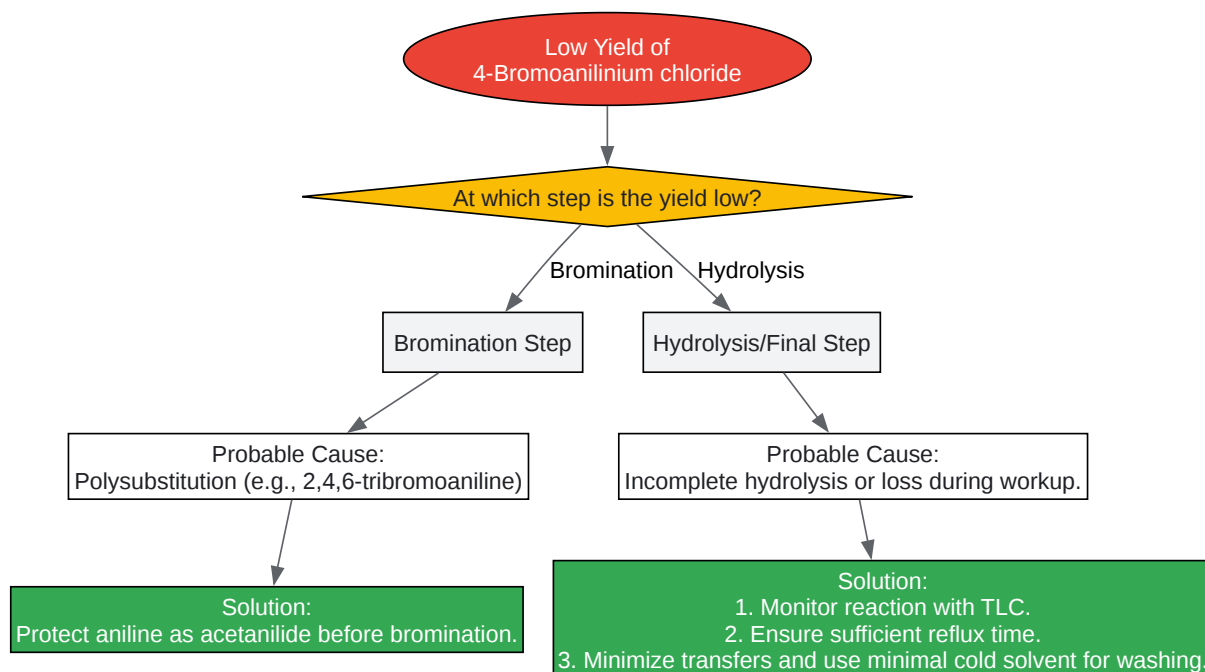 Low Yield of
4-Bromoanilinium chloride
At which step is the yield low?
Bromination
Hydrolysis
Bromination Step
Hydrolysis/Final Step
Probable Cause:
Polysubstitution (e.g., 2,4,6-tribromoaniline)
Probable Cause:
Incomplete hydrolysis or loss during workup.
Solution:
Protect aniline as acetanilide before bromination.
Solution:
1. Monitor reaction with TLC.
2. Ensure sufficient reflux time.
3. Minimize transfers and use minimal cold solvent for washing.